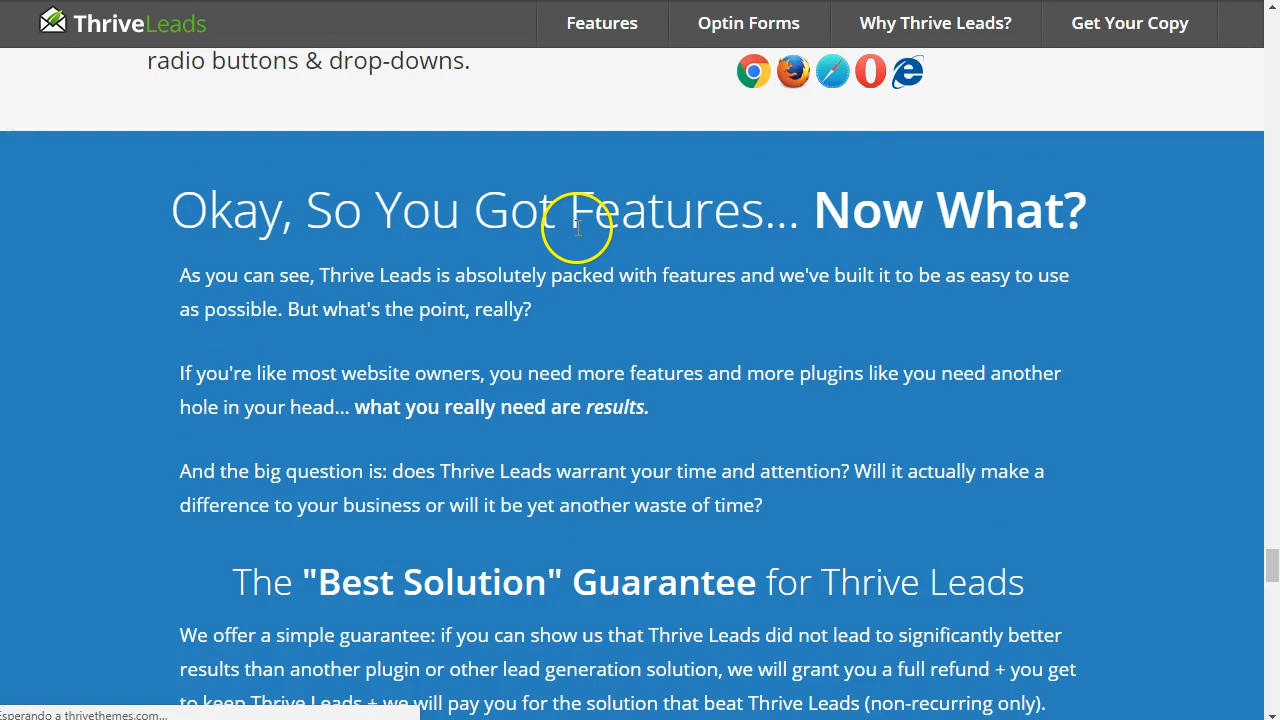 ThriveLeads
Features
Optin Forms
Why Thrive Leads?
Get Your Copy
radio buttons & drop-downs.
Okay, So You Got Features... Now What?
As you can see, Thrive Leads is absolutely packed with features and we've built it to be as easy to use
as possible. But what's the point, really?
If you're like most website owners, you need more features and more plugins like you need another
hole in your head... what you really need are results.
And the big question is: does Thrive Leads warrant your time and attention? Will it actually make a
difference to your business or will it be yet another waste of time?
The "Best Solution" Guarantee for Thrive Leads
We offer a simple guarantee: if you can show us that Thrive Leads did not lead to significantly better
results than another plugin or other lead generation solution, we will grant you a full refund + you get
to keep Thrive Leads + we will pay you for the solution that beat Thrive Leads (non-recurring only).
Esperando a thrivethemes.com...